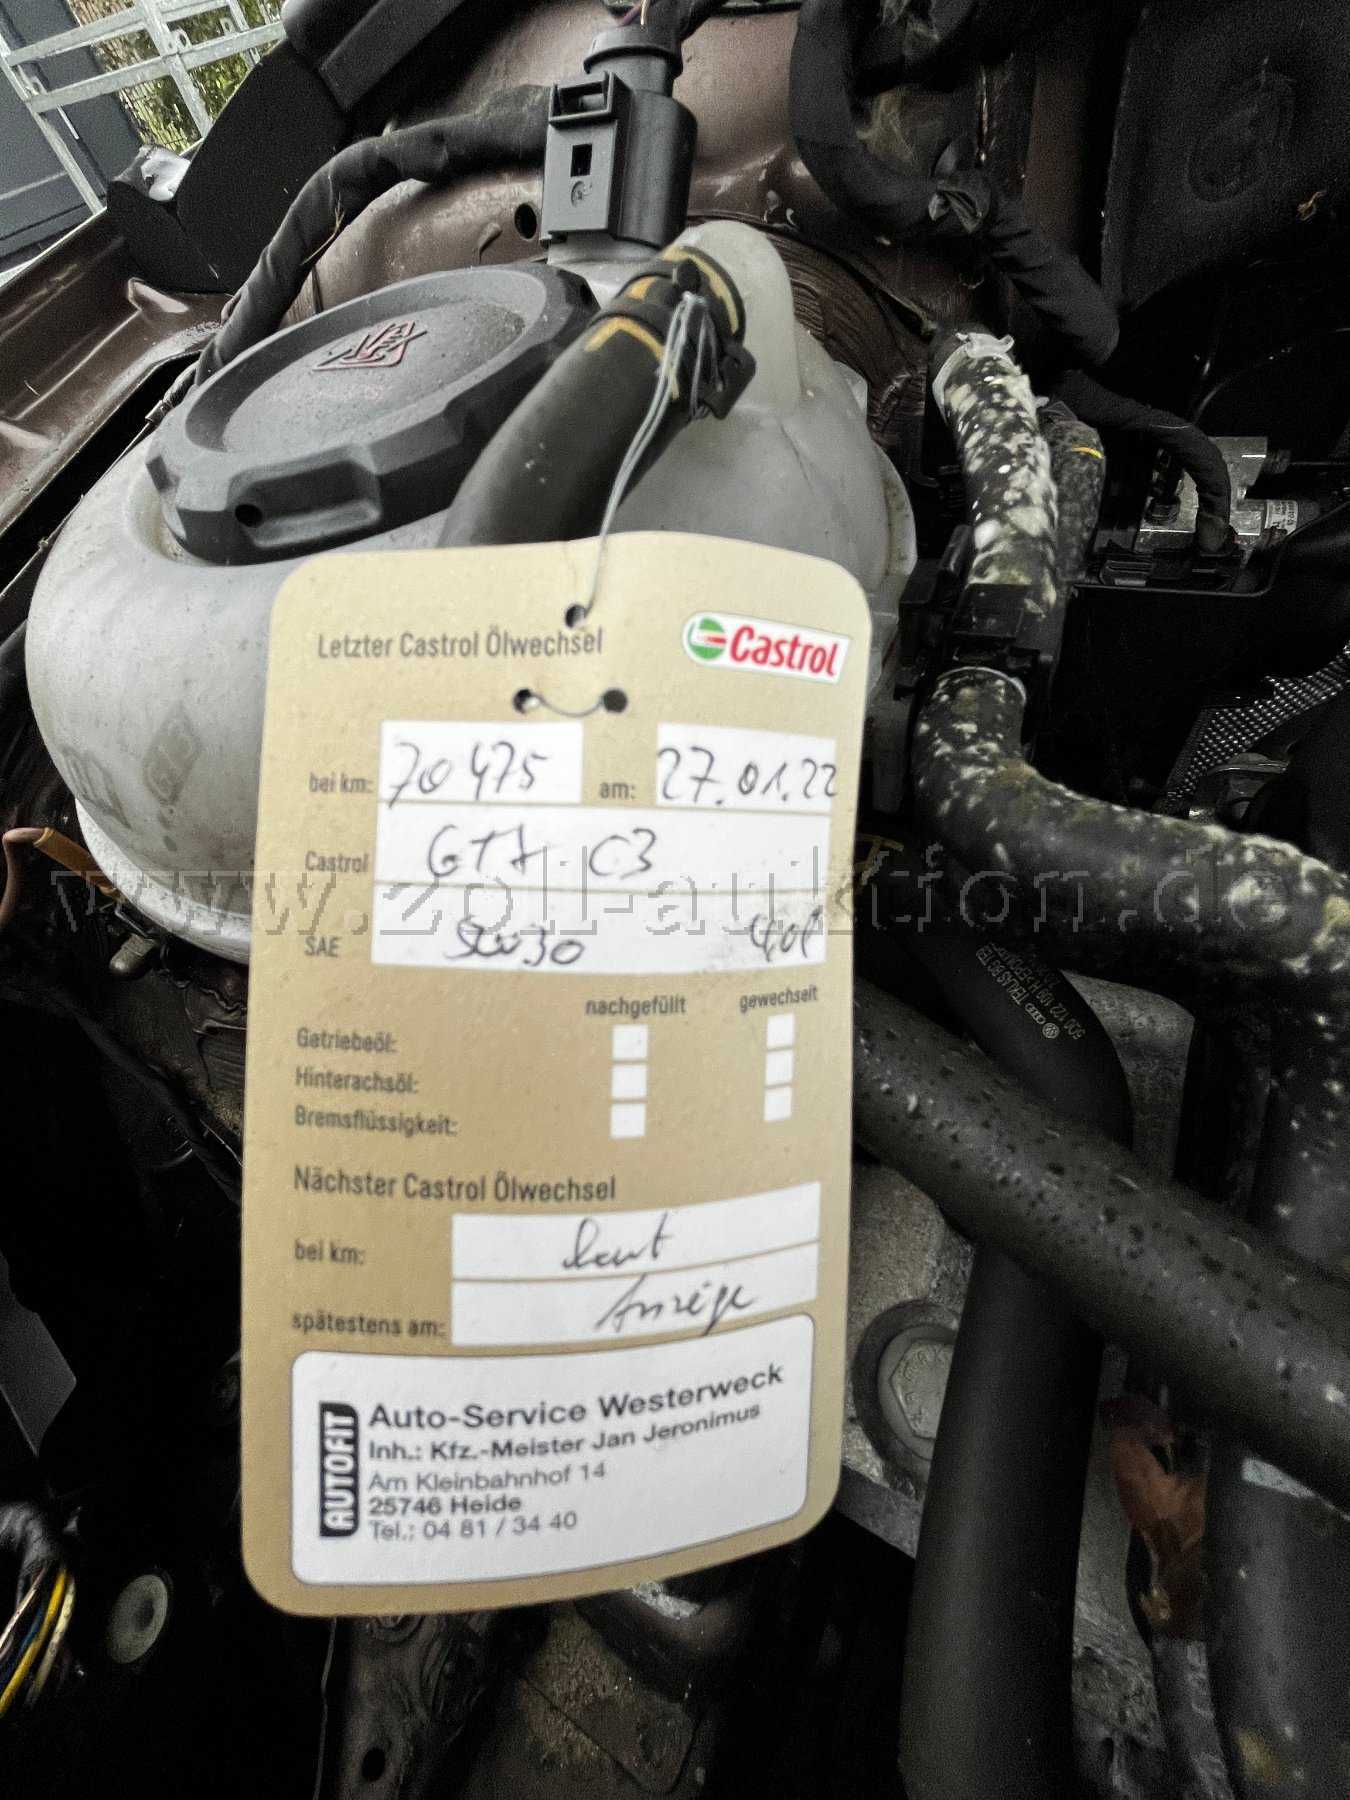 Letzter Castrol Ölwechsel
Castrol
bei km: 70 475 am: 27.01.22
Castrol GTX C3
www.zoll-auktion.de
SAE 5W30 4,0l
nachgefüllt gewechselt
Getriebeöl:
Hinterachsöl:
Bremsflüssigkeit:
Nächster Castrol Ölwechsel
bei km: laut
spätestens am: Anzeige
AUTOFIT
Auto-Service Westerweck
Inh.: Kfz.-Meister Jan Jeronimus
Am Kleinbahnhof 14
25746 Heide
Tel.: 04 81 / 34 40